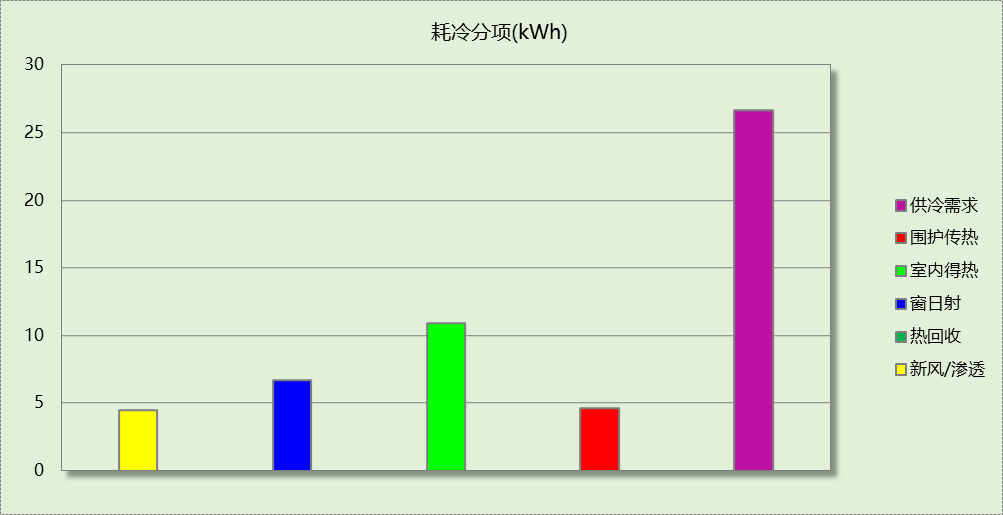 耗冷分项(kWh)
30
25
20
15
10
5
0
供冷需求
围护传热
室内得热
窗日射
热回收
新风/渗透